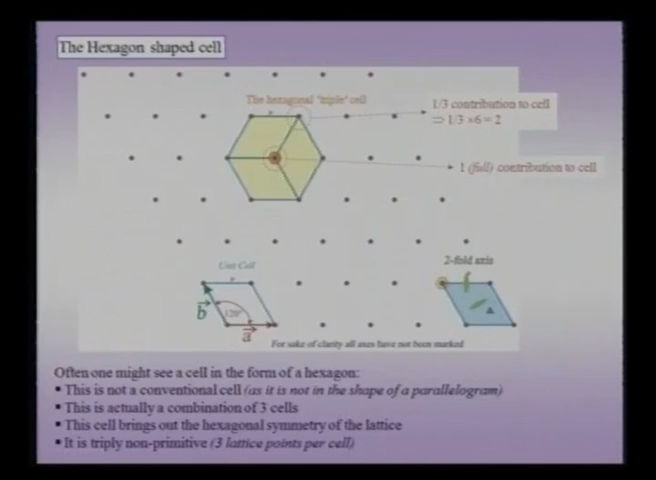 The Hexagon shaped cell
The hexagonal 'triple' cell
1/3 contribution to cell
⇒ 1/3 ×6 = 2
1 (full) contribution to cell
Unit Cell
2-fold axis
120°
b
a
For sake of clarity all axes have not been marked
Often one might see a cell in the form of a hexagon:
▪ This is not a conventional cell (as it is not in the shape of a parallelogram)
▪ This is actually a combination of 3 cells
▪ This cell brings out the hexagonal symmetry of the lattice
▪ It is triply non-primitive (3 lattice points per cell)